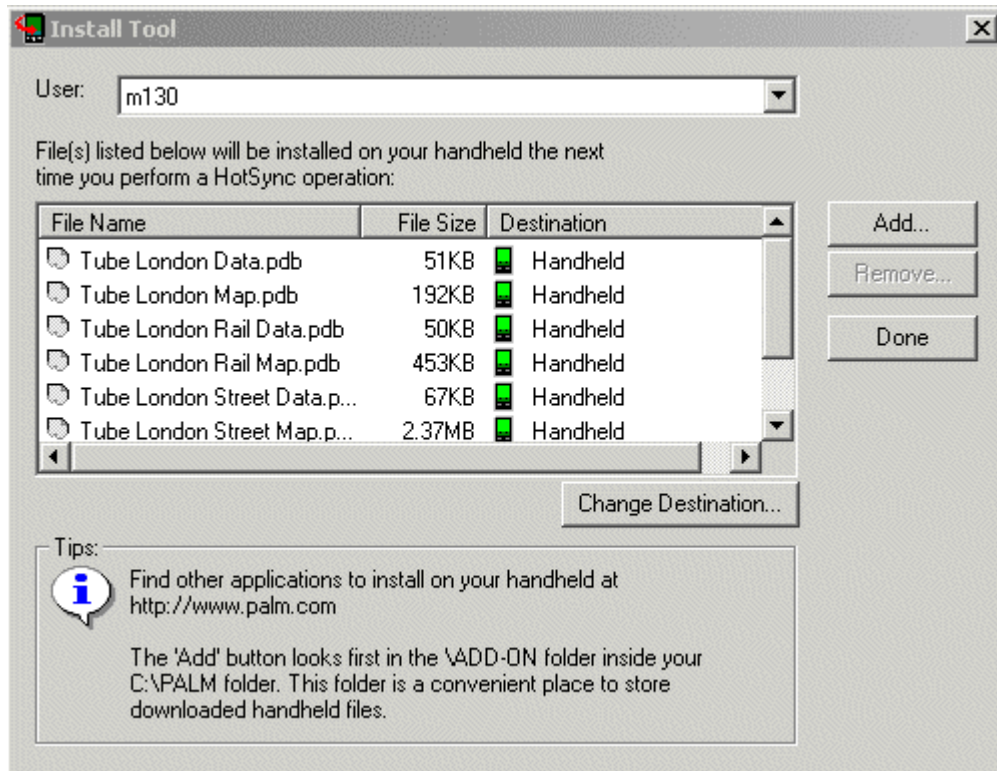 Install Tool
User: m130
File(s) listed below will be installed on your handheld the next
time you perform a HotSync operation:
File Name File Size Destination
Tube London Data.pdb 51KB Handheld
Tube London Map.pdb 192KB Handheld
Tube London Rail Data.pdb 50KB Handheld
Tube London Rail Map.pdb 453KB Handheld
Tube London Street Data.p... 67KB Handheld
Tube London Street Map.p... 2.37MB Handheld
Add...
Remove...
Done
Change Destination...
Tips:
Find other applications to install on your handheld at
http://www.palm.com
The 'Add' button looks first in the \ADD-ON folder inside your
C:\PALM folder. This folder is a convenient place to store
downloaded handheld files.